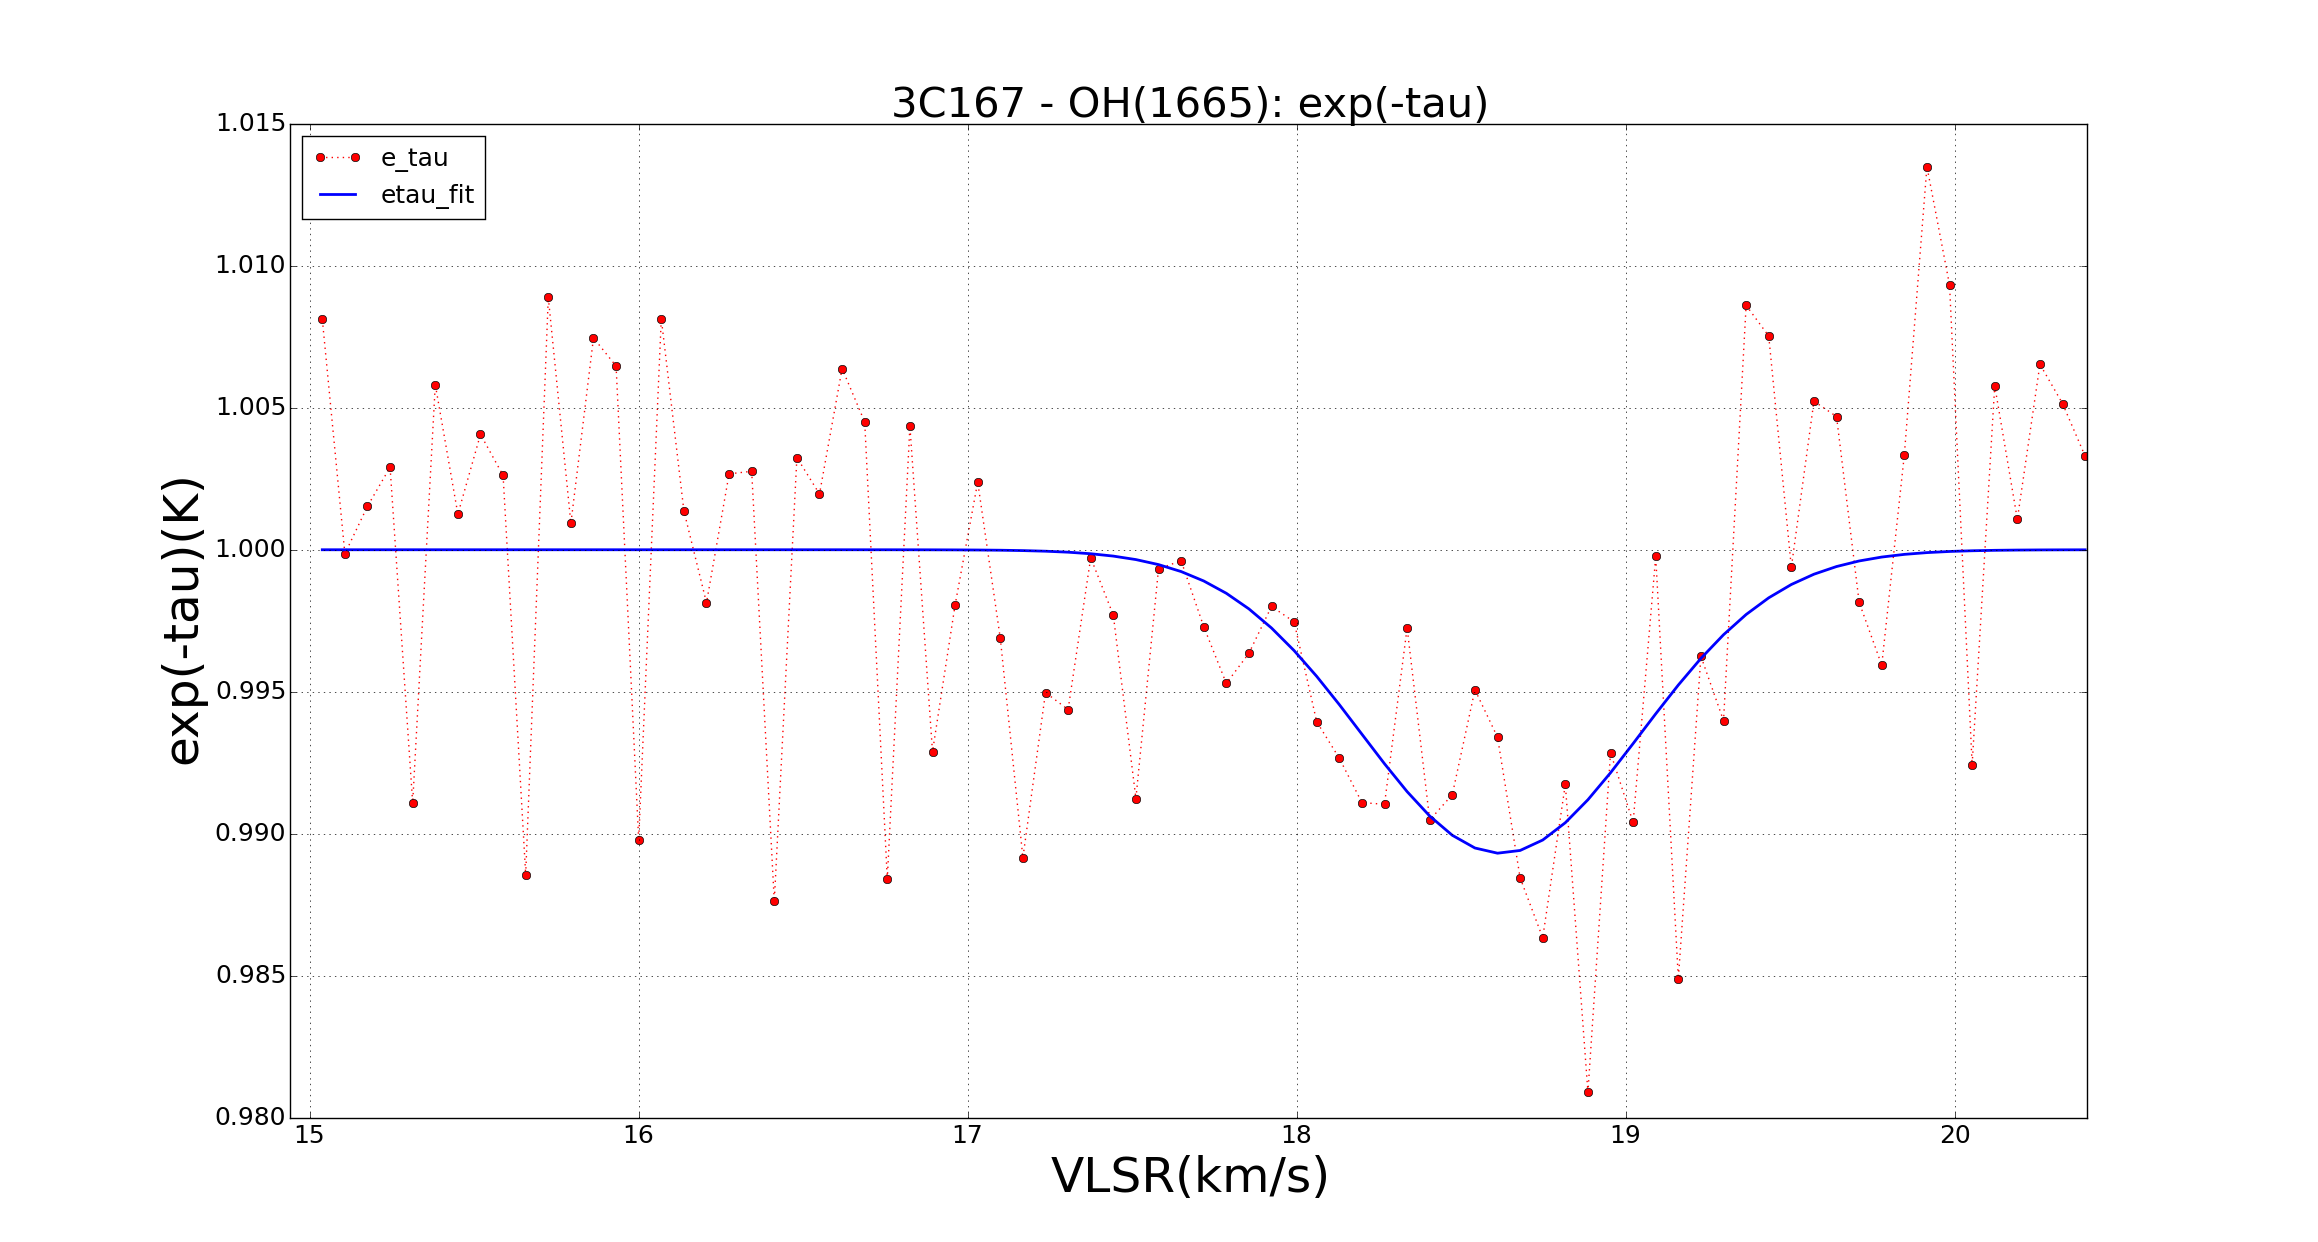 3C167 - OH(1665): exp(-tau)
1.015
e_tau
etau_fit
1.010
1.005
1.000
0.995
0.990
0.985
0.980
exp(-tau)(K)
15 16 17 18 19 20
VLSR(km/s)